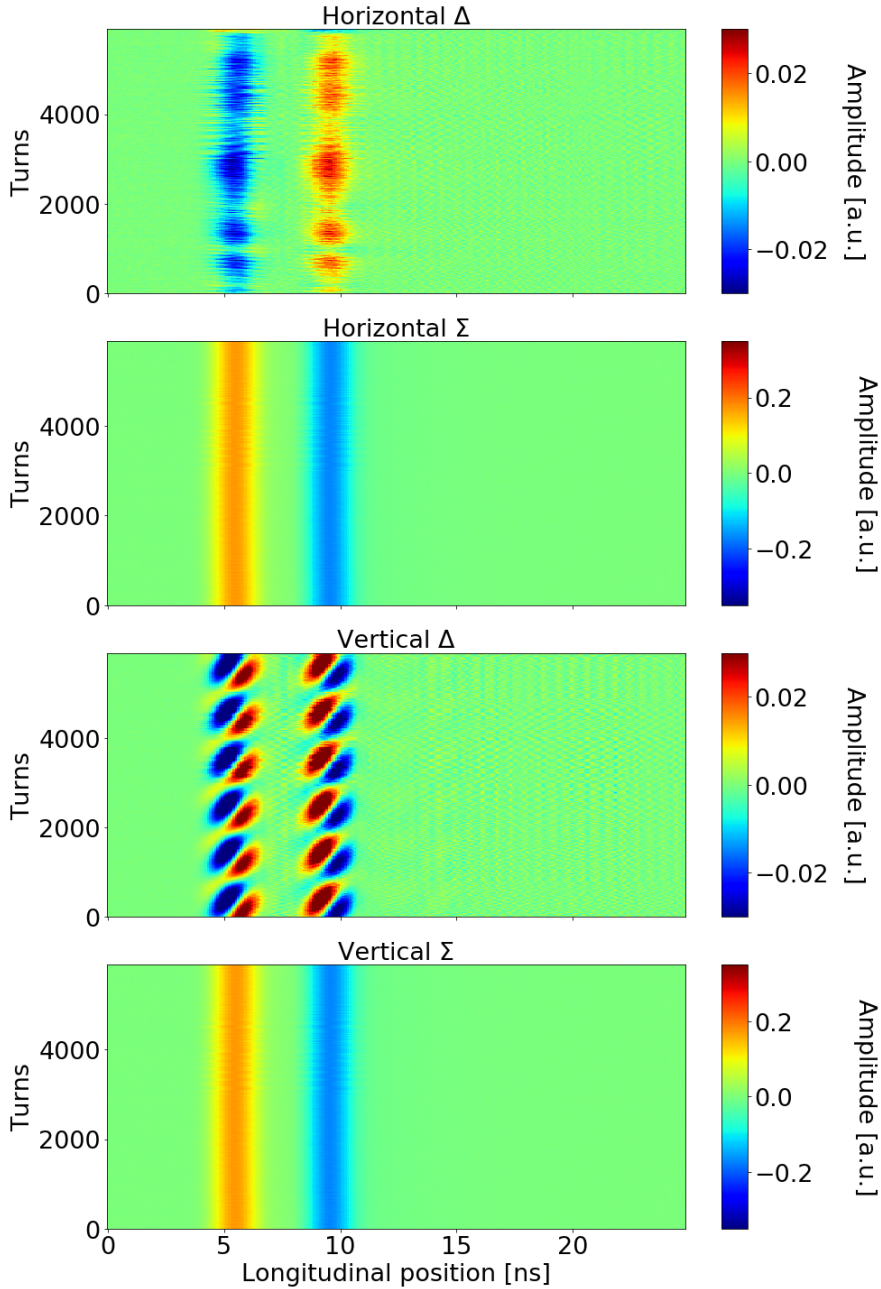 Horizontal Δ
Turns
4000
2000
0
0.02
0.00
−0.02
Amplitude [a.u.]
Horizontal Σ
Turns
4000
2000
0
0.2
0.0
−0.2
Amplitude [a.u.]
Vertical Δ
Turns
4000
2000
0
0.02
0.00
−0.02
Amplitude [a.u.]
Vertical Σ
Turns
4000
2000
0
0.2
0.0
−0.2
Amplitude [a.u.]
0 5 10 15 20
Longitudinal position [ns]